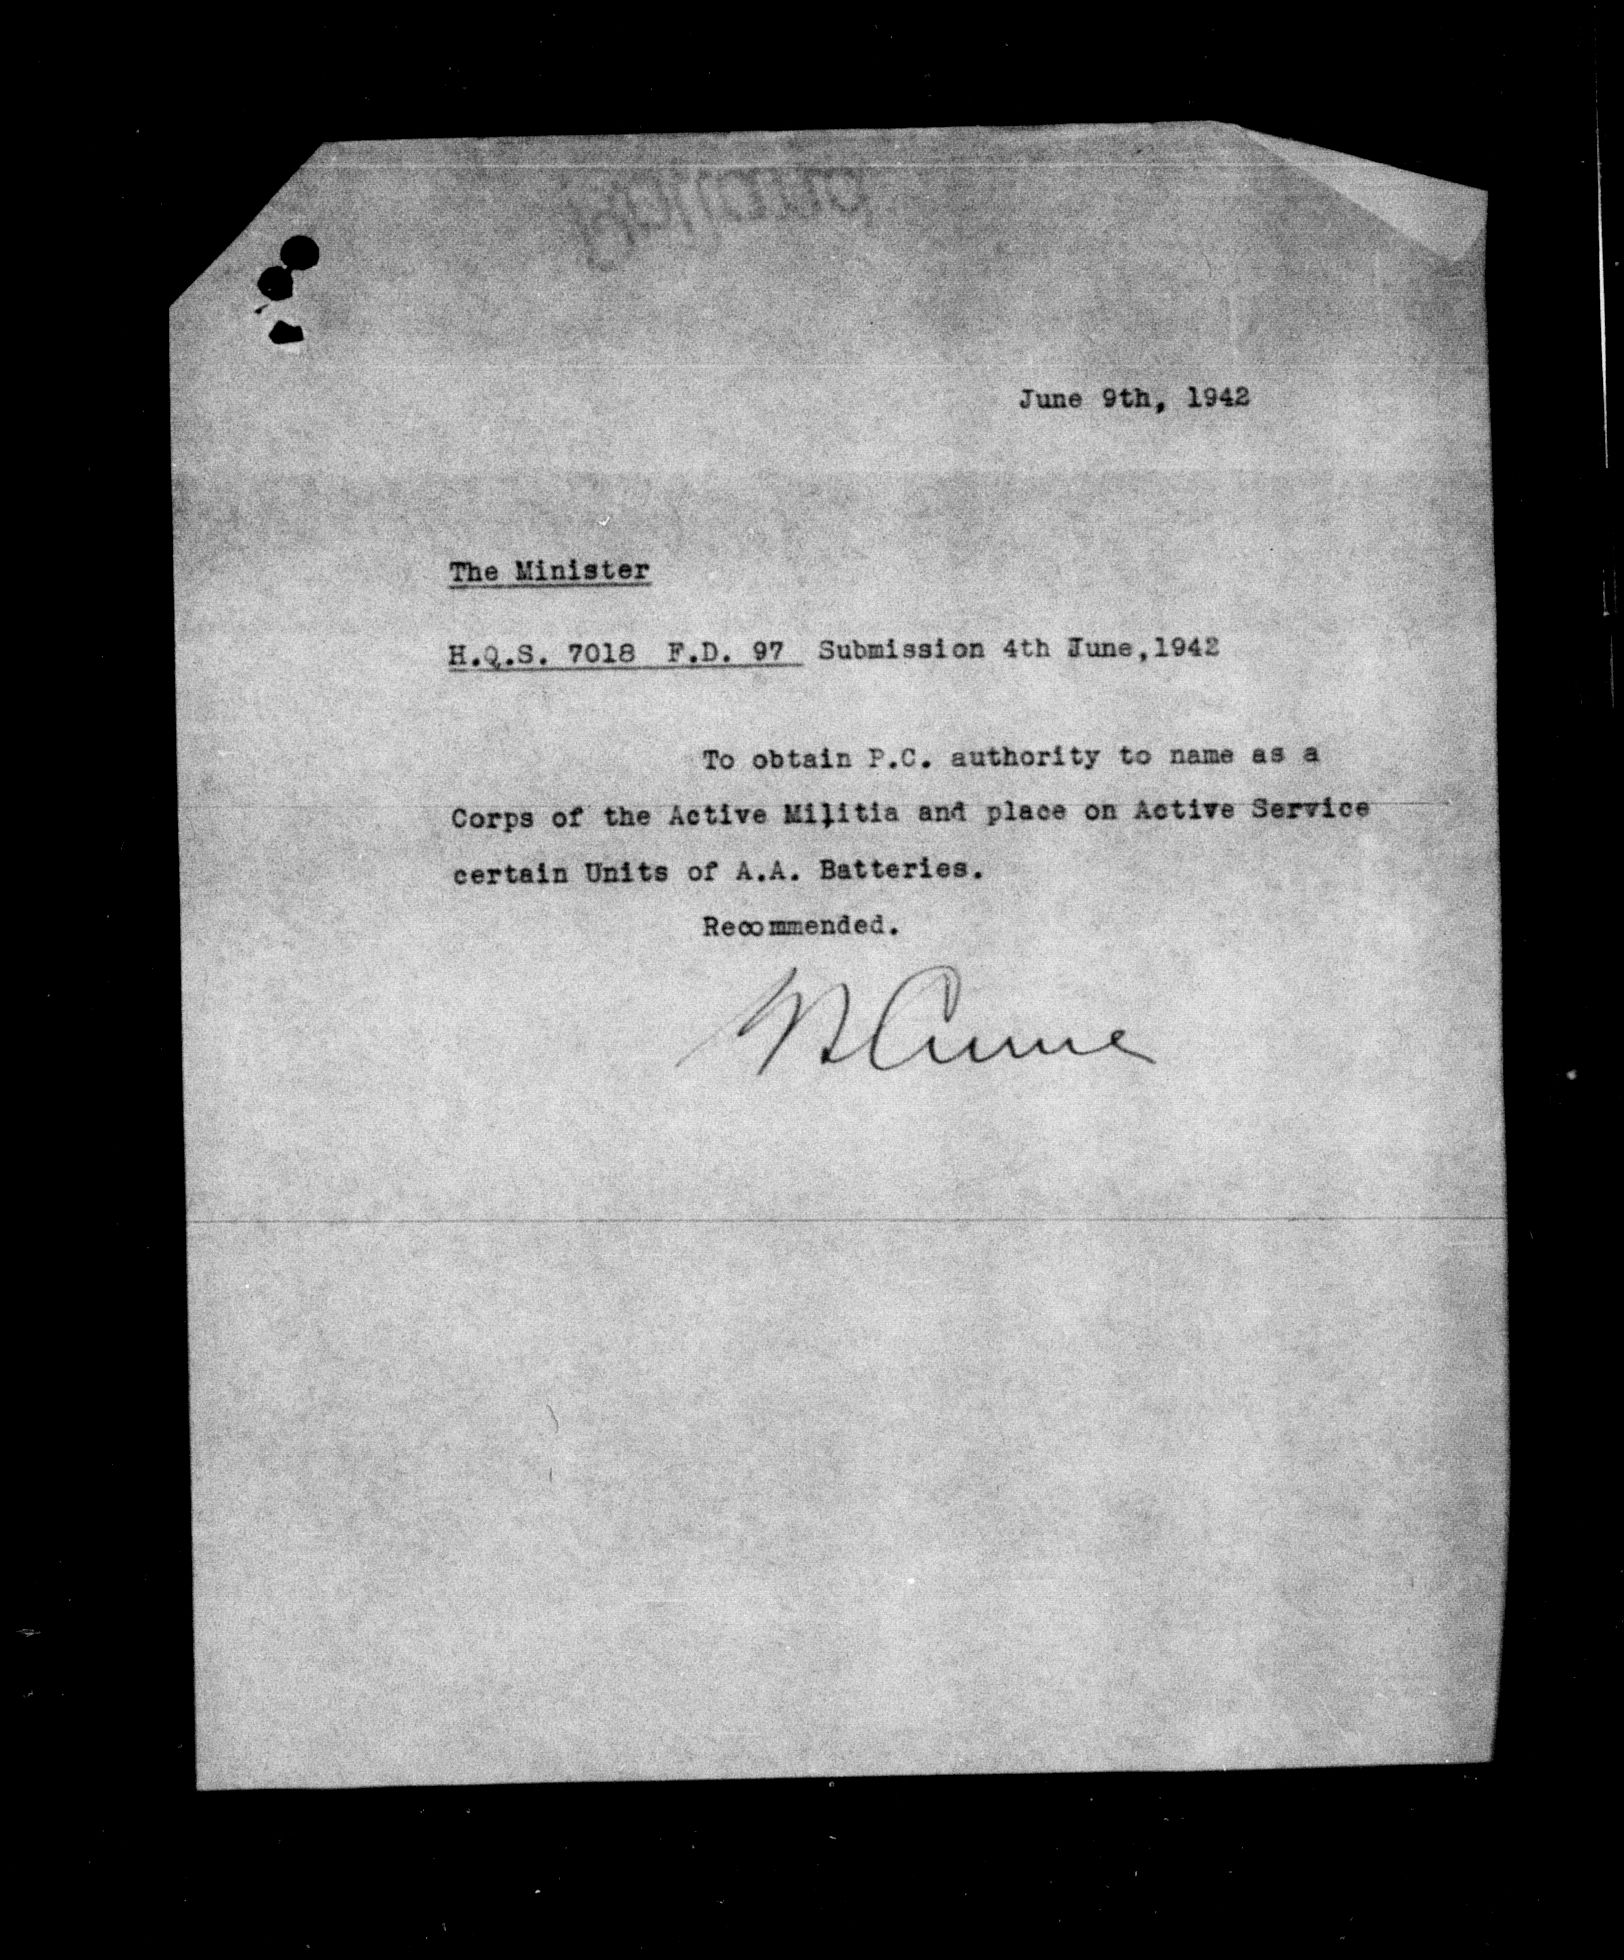 June 9th, 1942
The Minister
H.Q.S. 7018 F.D. 97 Submission 4th June,1942
To obtain P.C. authority to name as a
Corps of the Active Militia and place on Active Service
certain Units of A.A. Batteries.
Recommended.